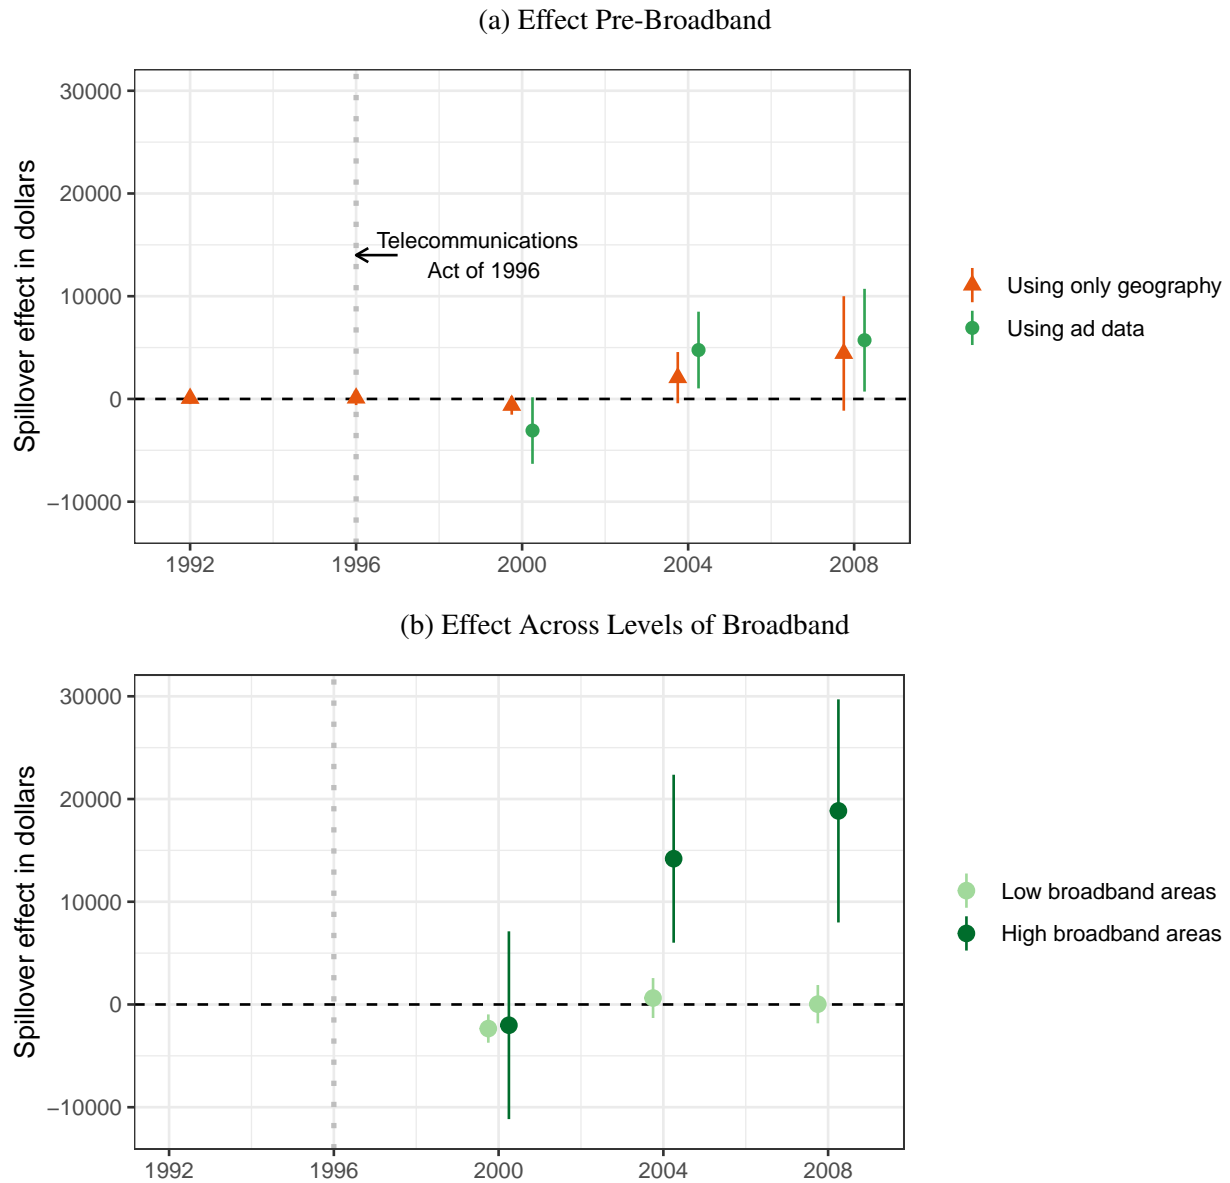 (a) Effect Pre-Broadband
30000
20000
10000
0
−10000
Spillover effect in dollars
Telecommunications
Act of 1996
1992 1996 2000 2004 2008
Using only geography
Using ad data
(b) Effect Across Levels of Broadband
30000
20000
10000
0
−10000
Spillover effect in dollars
1992 1996 2000 2004 2008
Low broadband areas
High broadband areas